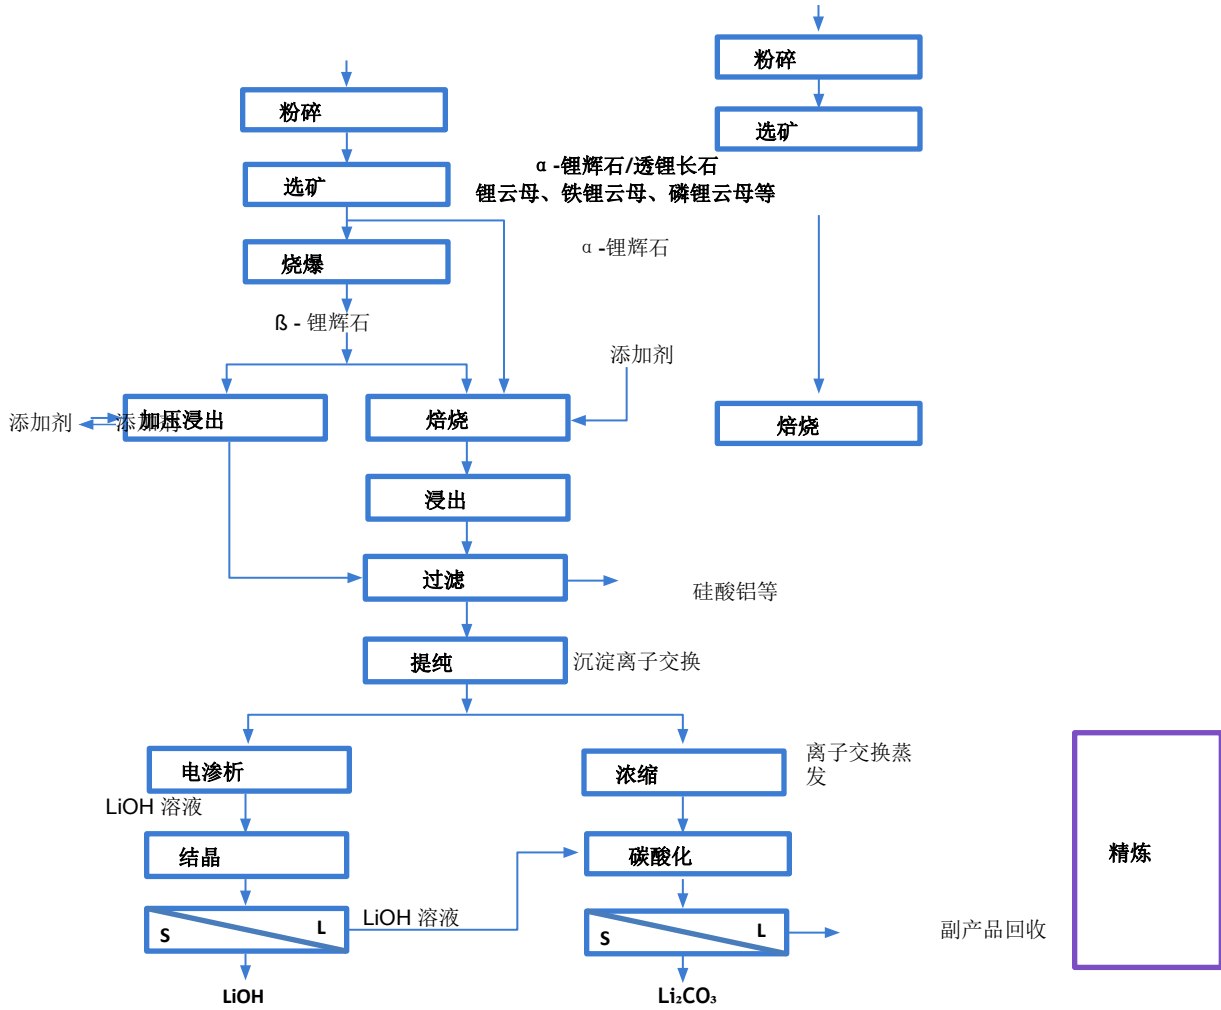 粉碎
粉碎
选矿
α -锂辉石/透锂长石
选矿
锂云母、铁锂云母、磷锂云母等
α -锂辉石
烧爆
ß - 锂辉石
添加剂
添加剂
添加剂
加压浸出
焙烧
焙烧
浸出
过滤
硅酸铝等
提纯
沉淀离子交换
电渗析
浓缩
离子交换蒸
发
LiOH 溶液
结晶
碳酸化
精炼
S
L
LiOH 溶液
S
L
副产品回收
LiOH
Li₂CO₃